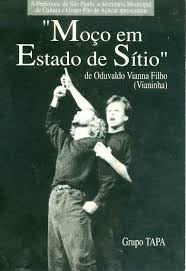 A Prefeitura de São Paulo, a Secretaria Municipal
de Cultura e Grupo Pão de Açúcar apresentam
"Moço em
Estado de Sítio"
de Oduvaldo Vianna Filho
(Vianinha)
Grupo TAPA